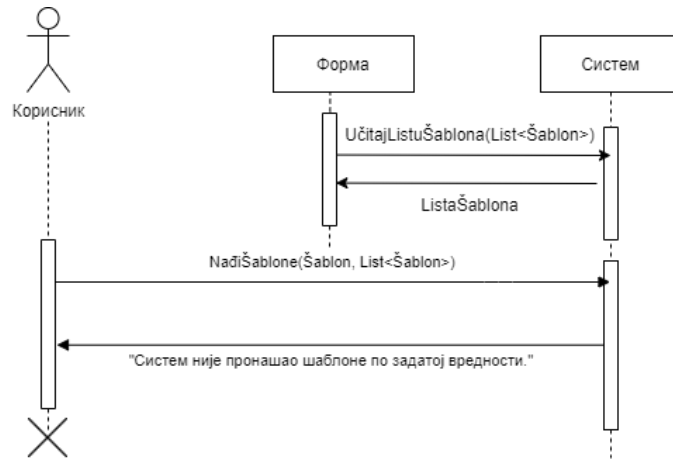 Форма
Систем
Корисник
UčitajListuŠablona(List<Šablon>)
ListaŠablona
NađiŠablone(Šablon, List<Šablon>)
"Систем није пронашао шаблоне по задатој вредности."